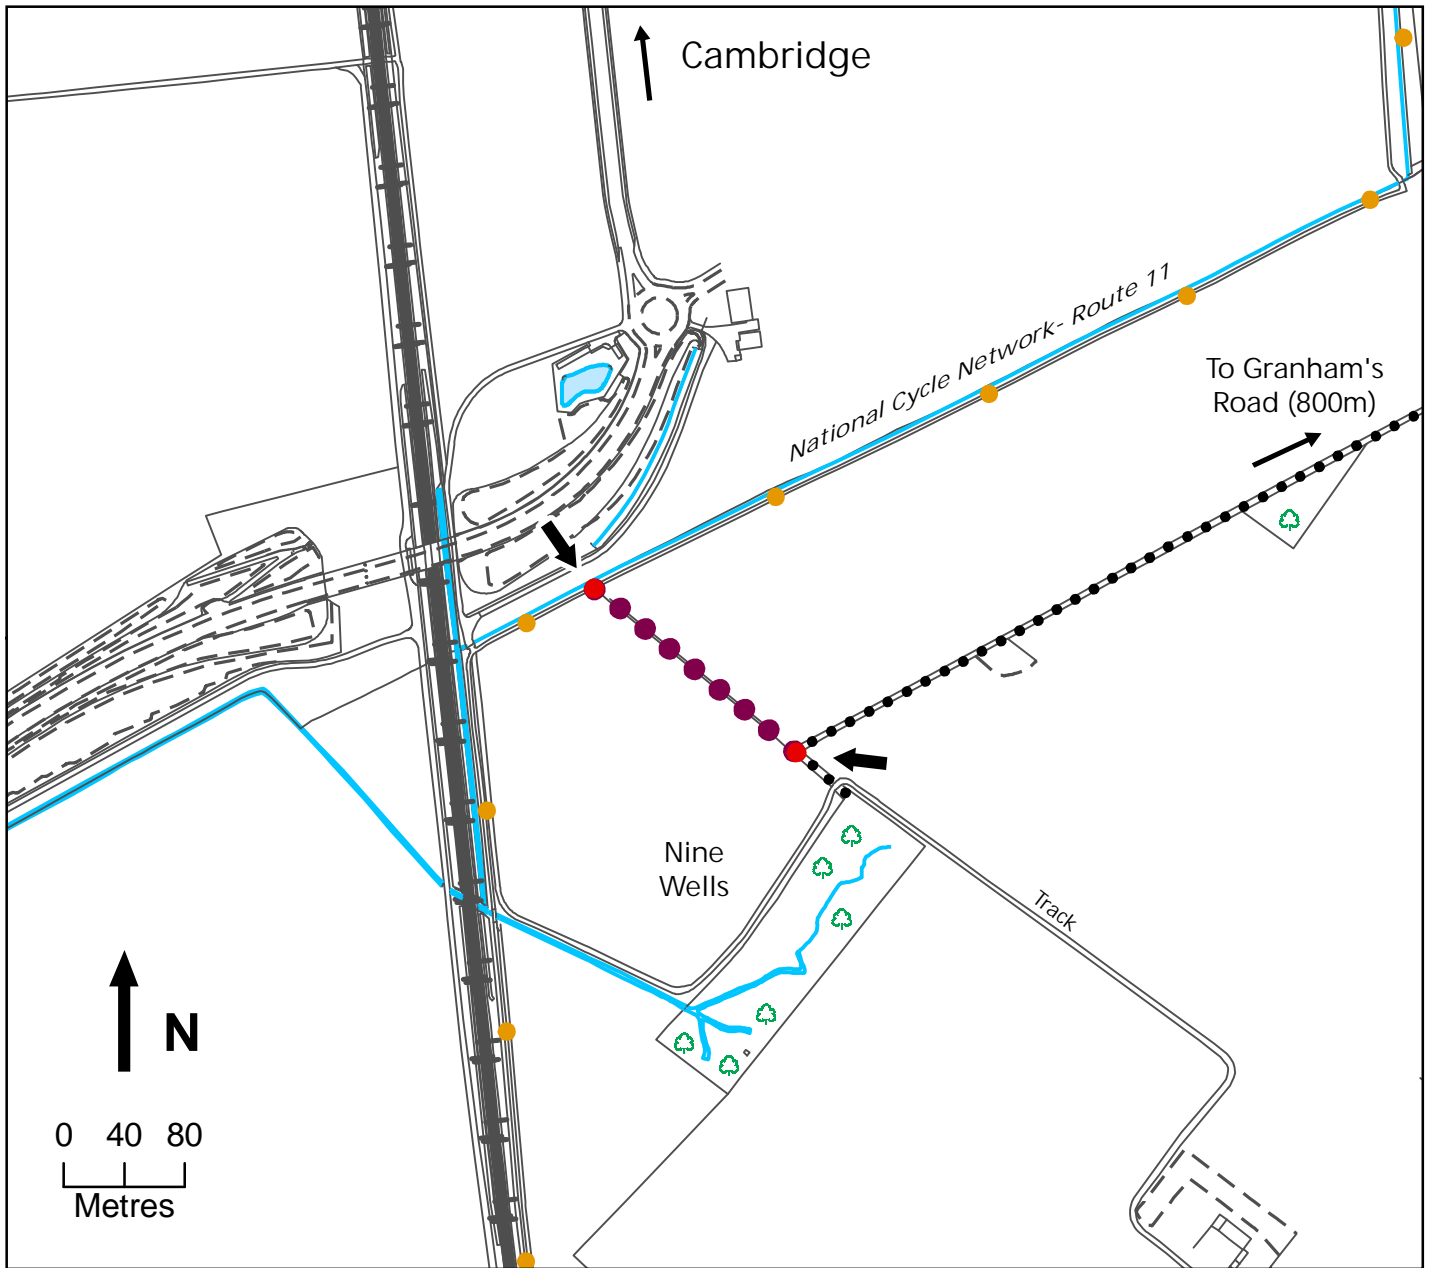 Cambridge
National Cycle Network- Route 11
To Granham's
Road (800m)
Nine
Wells
Track
N
0 40 80
Metres